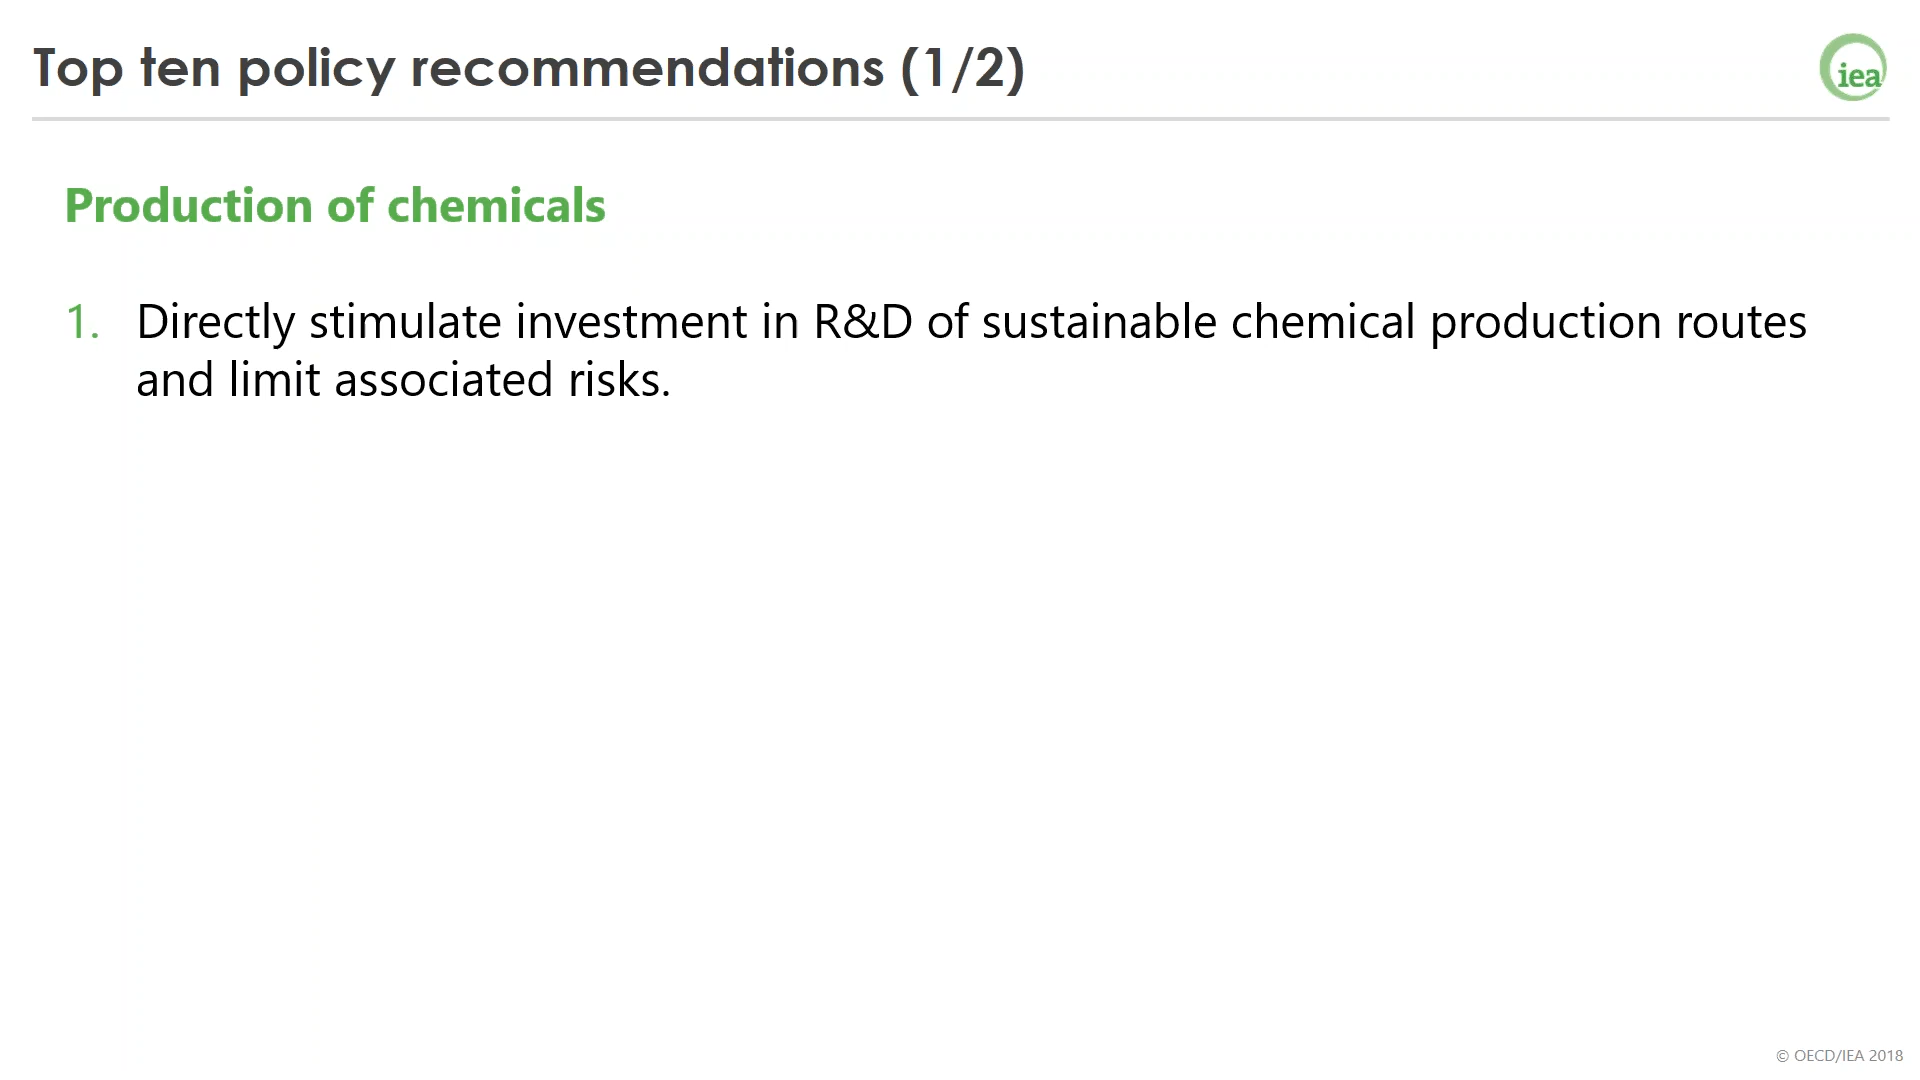 Top ten policy recommendations (1/2)
iea
Production of chemicals
1. Directly stimulate investment in R&D of sustainable chemical production routes
and limit associated risks.
© OECD/IEA 2018